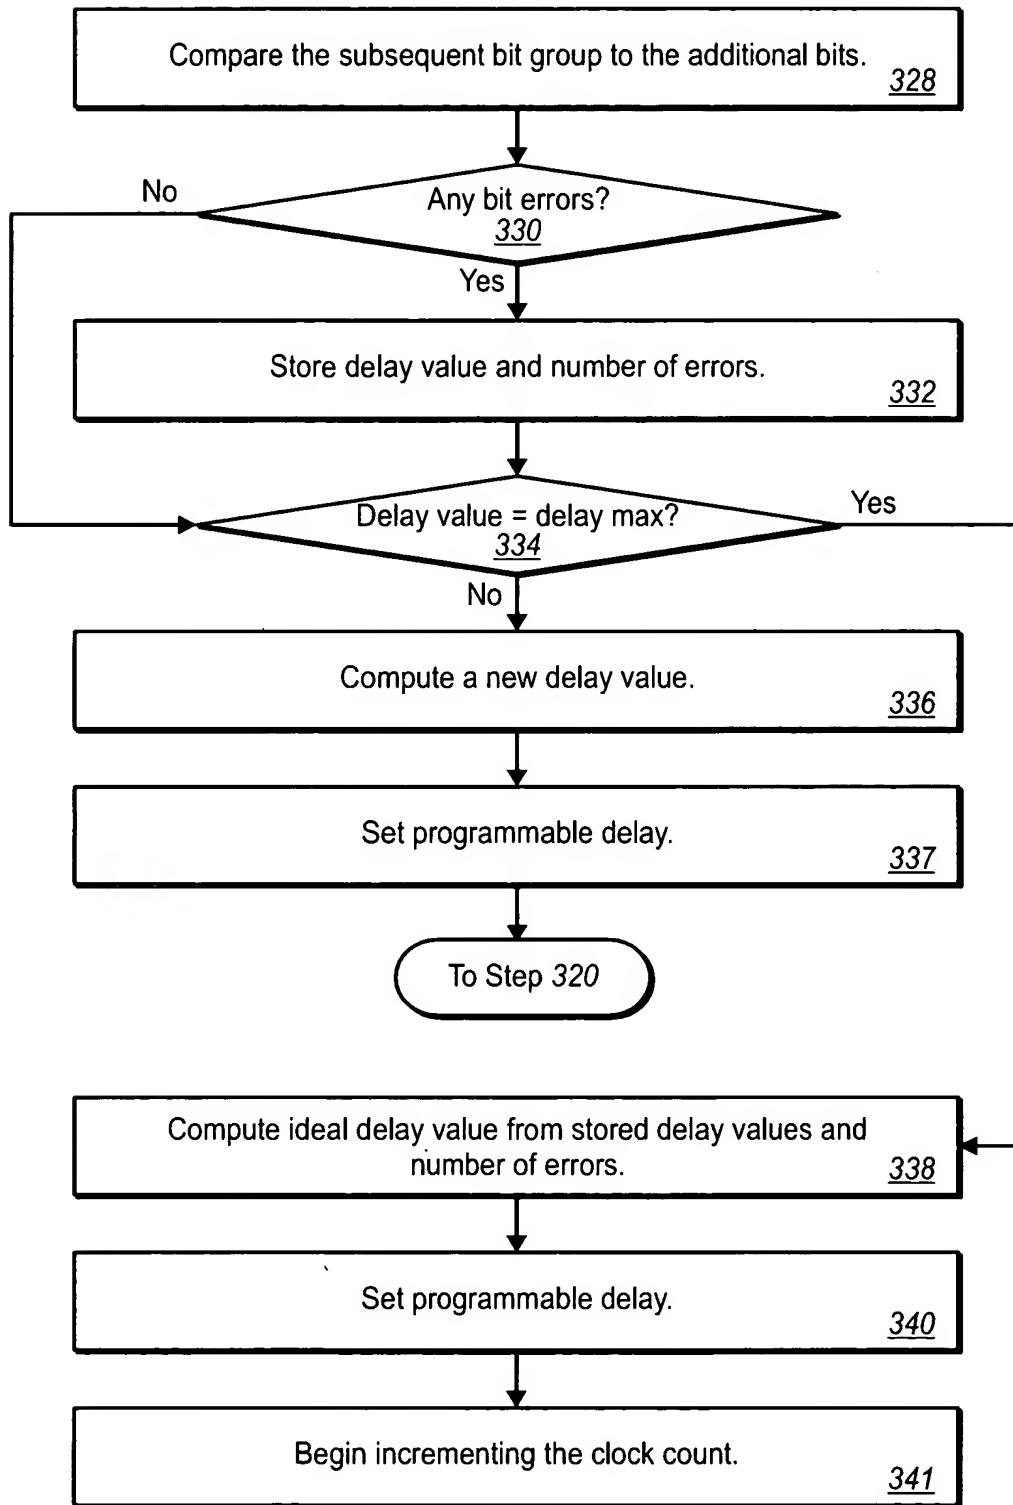 Compare the subsequent bit group to the additional bits.
328
No
Any bit errors?
330
Yes
Store delay value and number of errors.
332
Delay value = delay max?
334
Yes
No
Compute a new delay value.
336
Set programmable delay.
337
To Step 320
Compute ideal delay value from stored delay values and
number of errors.
338
Set programmable delay.
340
Begin incrementing the clock count.
341